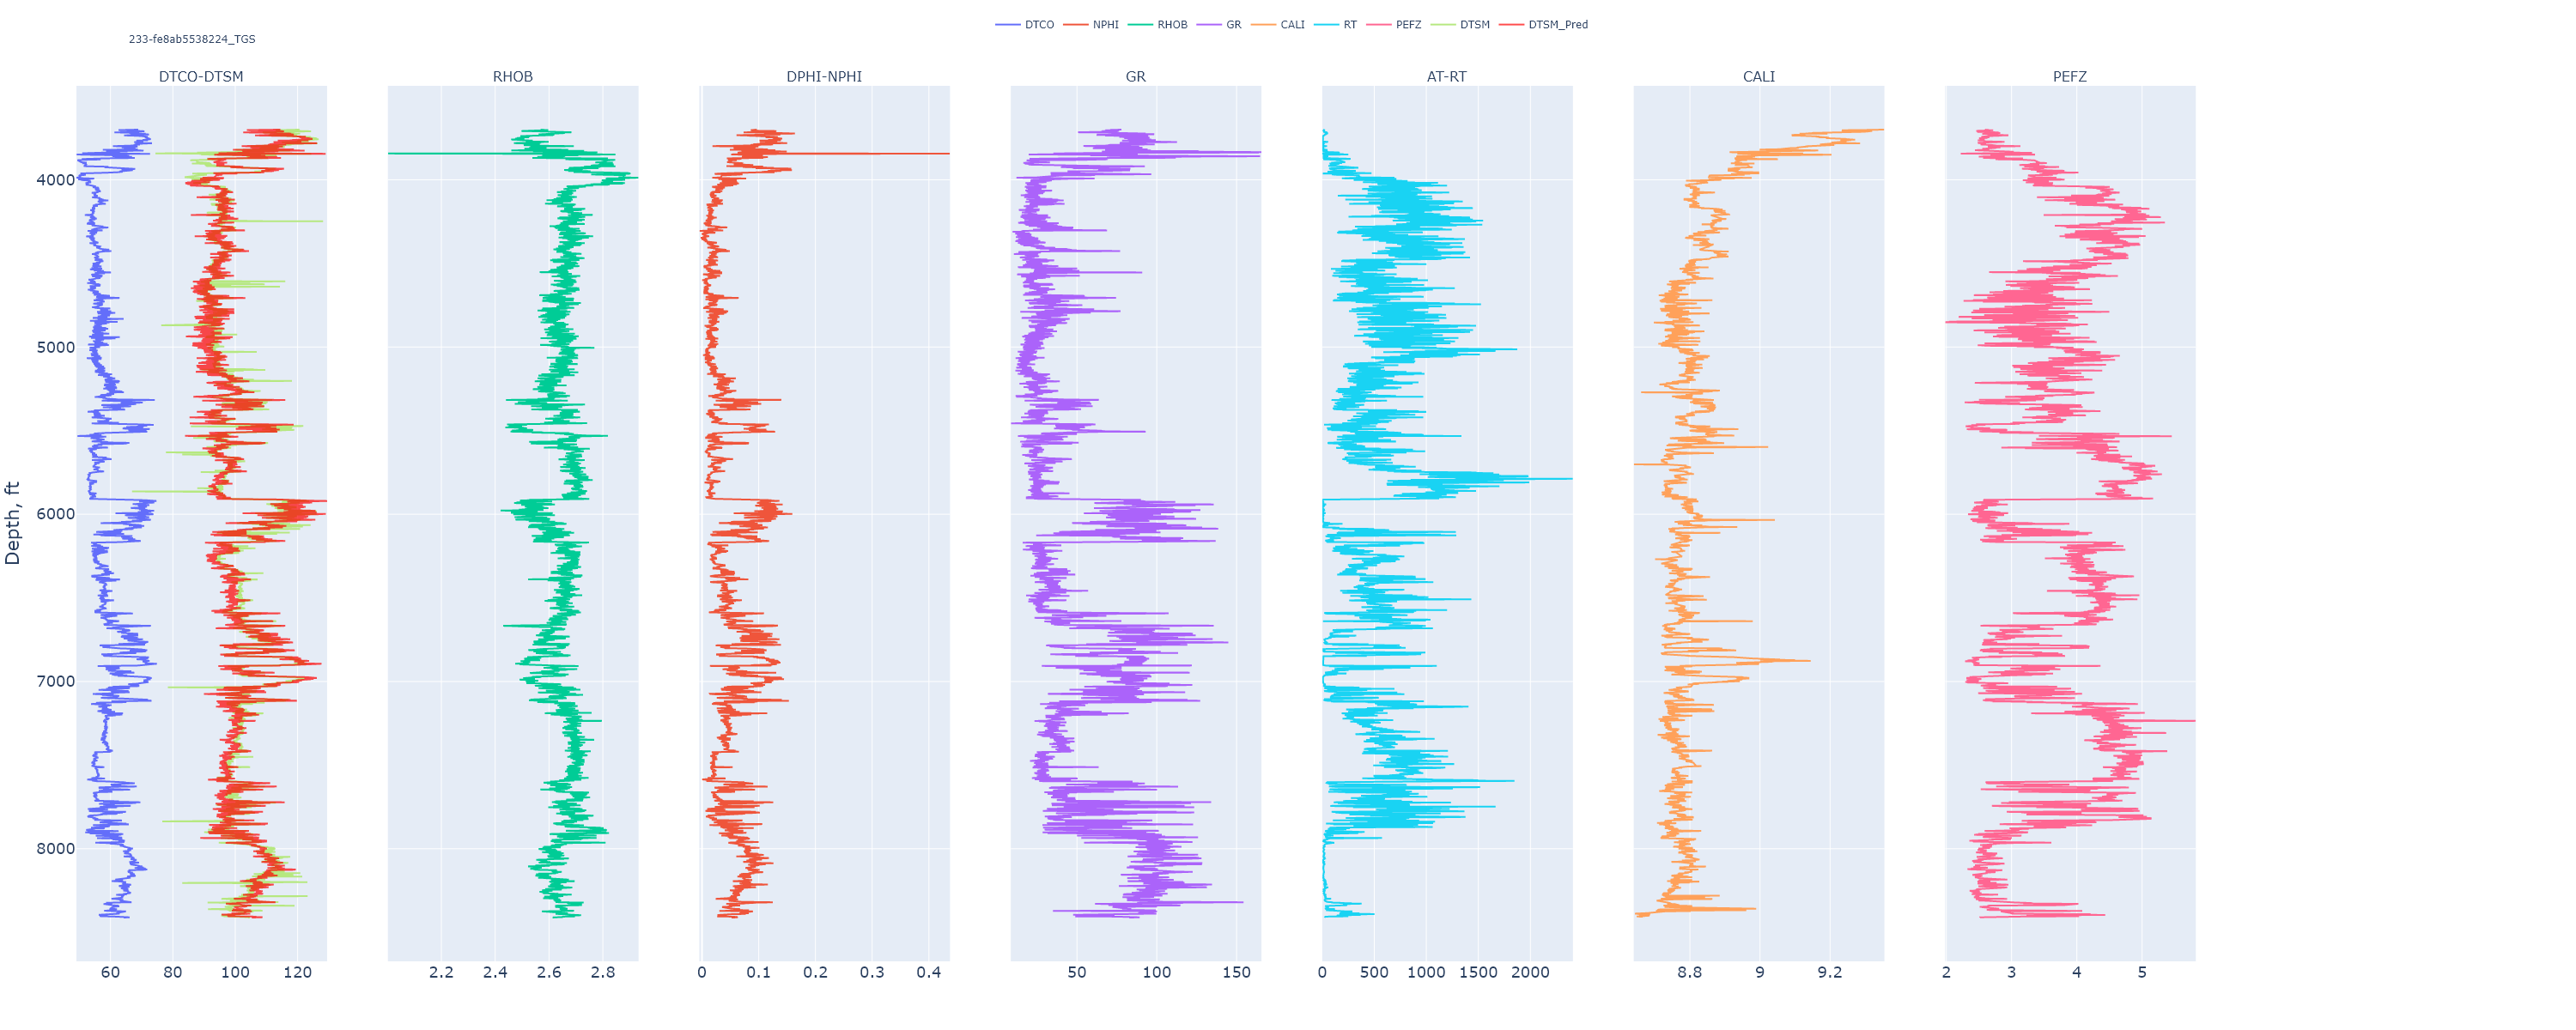 DTCO NPHI RHOB GR CALI RT PEFZ DTSM DTSM_Pred
233-fe8ab5538224_TGS
DTCO-DTSM RHOB DPHI-NPHI GR AT-RT CALI PEFZ
Depth, ft
4000
5000
6000
7000
8000
60 80 100 120 2.2 2.4 2.6 2.8 0 0.1 0.2 0.3 0.4 50 100 150 0 500 1000 1500 2000 8.8 9 9.2 2 3 4 5